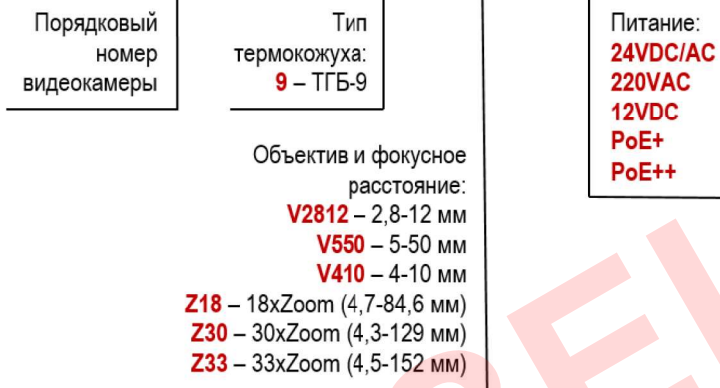 Порядковый
номер
видеокамеры
Тип
термокожуха:
9 – ТГБ-9
Объектив и фокусное
расстояние:
V2812 – 2,8-12 мм
V550 – 5-50 мм
V410 – 4-10 мм
Z18 – 18xZoom (4,7-84,6 мм)
Z30 – 30xZoom (4,3-129 мм)
Z33 – 33xZoom (4,5-152 мм)
Питание:
24VDC/AC
220VAC
12VDC
PoE+
PoE++